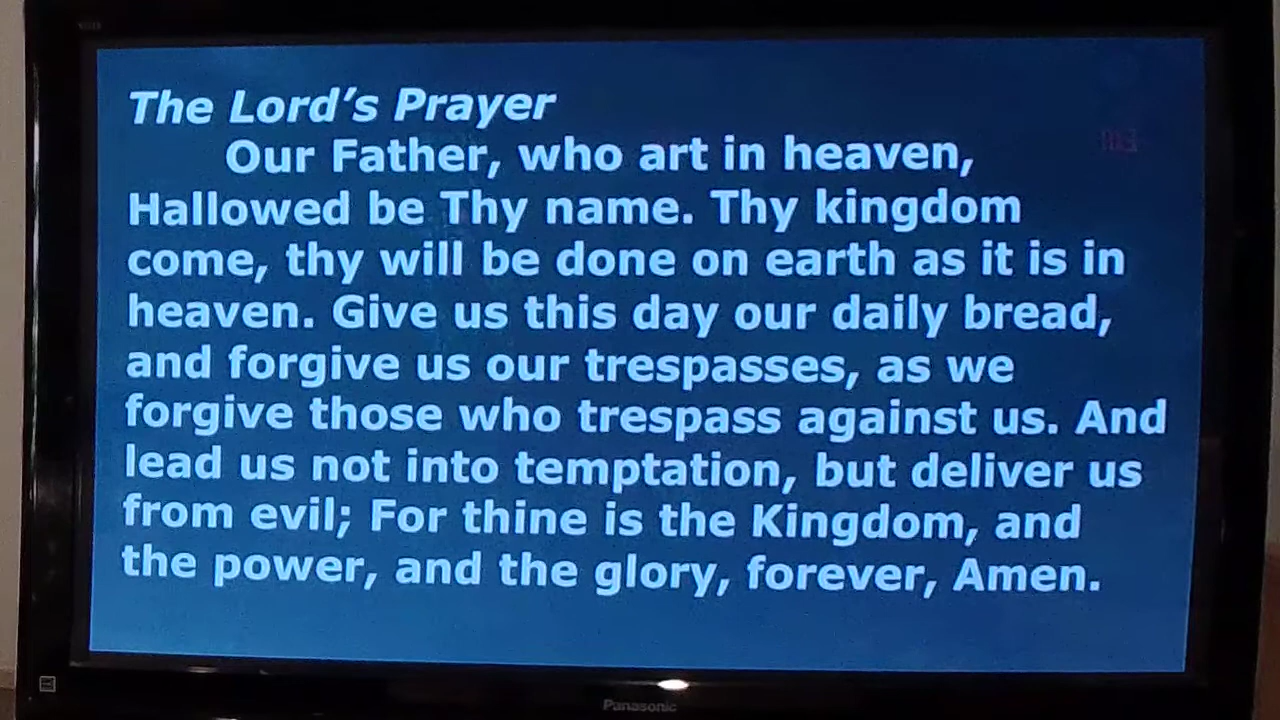 The Lord's Prayer
Our Father, who art in heaven,
Hallowed be Thy name. Thy kingdom
come, thy will be done on earth as it is in
heaven. Give us this day our daily bread,
and forgive us our trespasses, as we
forgive those who trespass against us. And
lead us not into temptation, but deliver us
from evil; For thine is the Kingdom, and
the power, and the glory, forever, Amen.
Panasonic